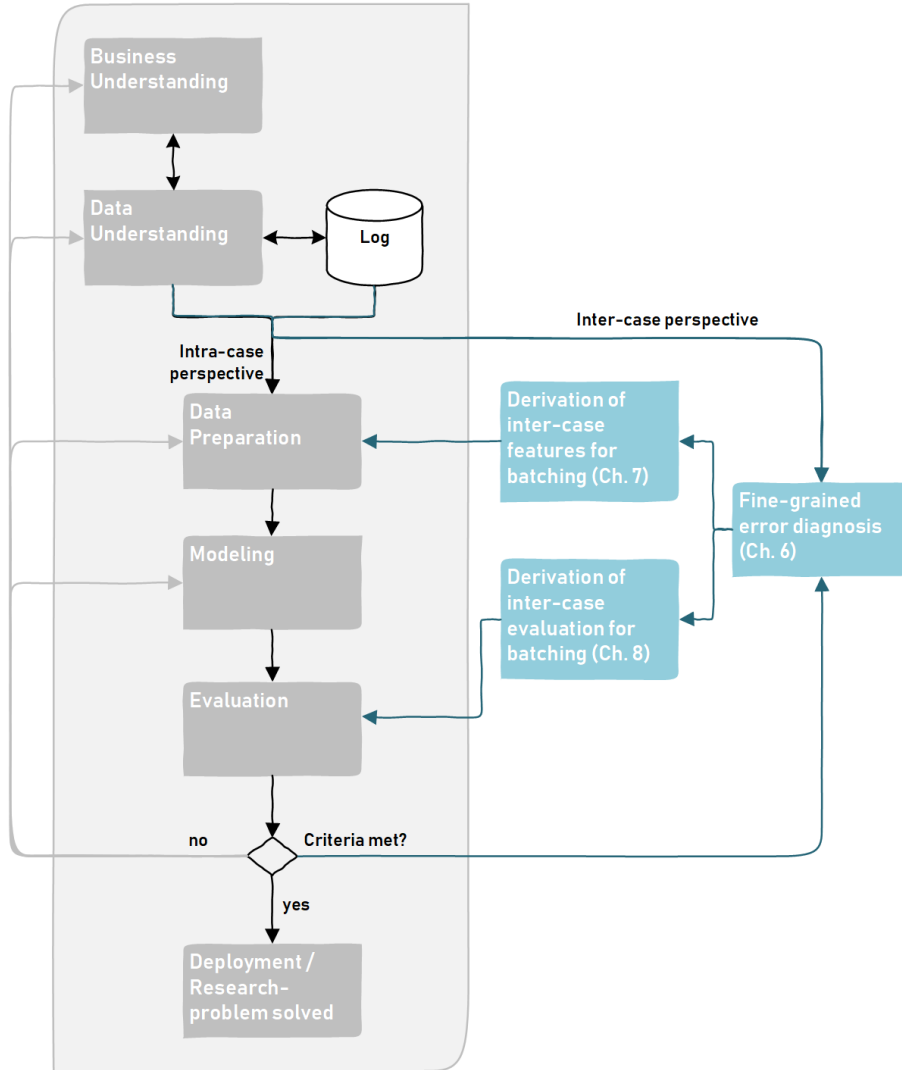 Business
Understanding
Data
Understanding
Log
Inter-case perspective
Intra-case
perspective
Data
Preparation
Derivation of
inter-case
features for
batching (Ch. 7)
Fine-grained
error diagnosis
(Ch. 6)
Modeling
Derivation of
inter-case
evaluation for
batching (Ch. 8)
Evaluation
no
Criteria met?
yes
Deployment /
Research-
problem solved